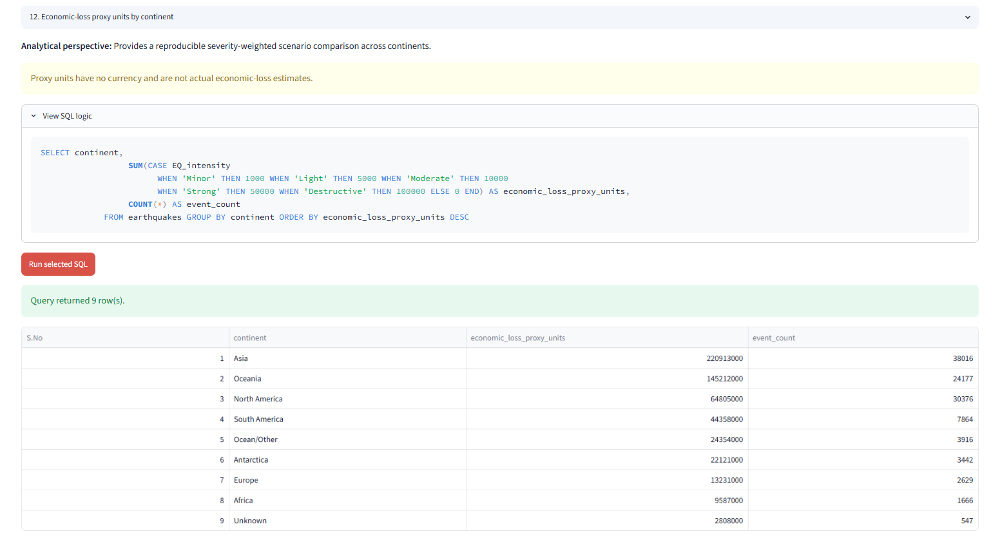 12. Economic-loss proxy units by continent
Analytical perspective: Provides a reproducible severity-weighted scenario comparison across continents.
Proxy units have no currency and are not actual economic-loss estimates.
View SQL logic
SELECT continent,
SUM(CASE EQ_intensity
WHEN 'Minor' THEN 1000 WHEN 'Light' THEN 5000 WHEN 'Moderate' THEN 10000
WHEN 'Strong' THEN 50000 WHEN 'Destructive' THEN 100000 ELSE 0 END) AS economic_loss_proxy_units,
COUNT(*) AS event_count
FROM earthquakes GROUP BY continent ORDER BY economic_loss_proxy_units DESC
Run selected SQL
Query returned 9 row(s).
S.No continent economic_loss_proxy_units event_count
1 Asia 220913000 38016
2 Oceania 145212000 24177
3 North America 64805000 30376
4 South America 44358000 7864
5 Ocean/Other 24354000 3916
6 Antarctica 22121000 3442
7 Europe 13231000 2629
8 Africa 9587000 1666
9 Unknown 2808000 547